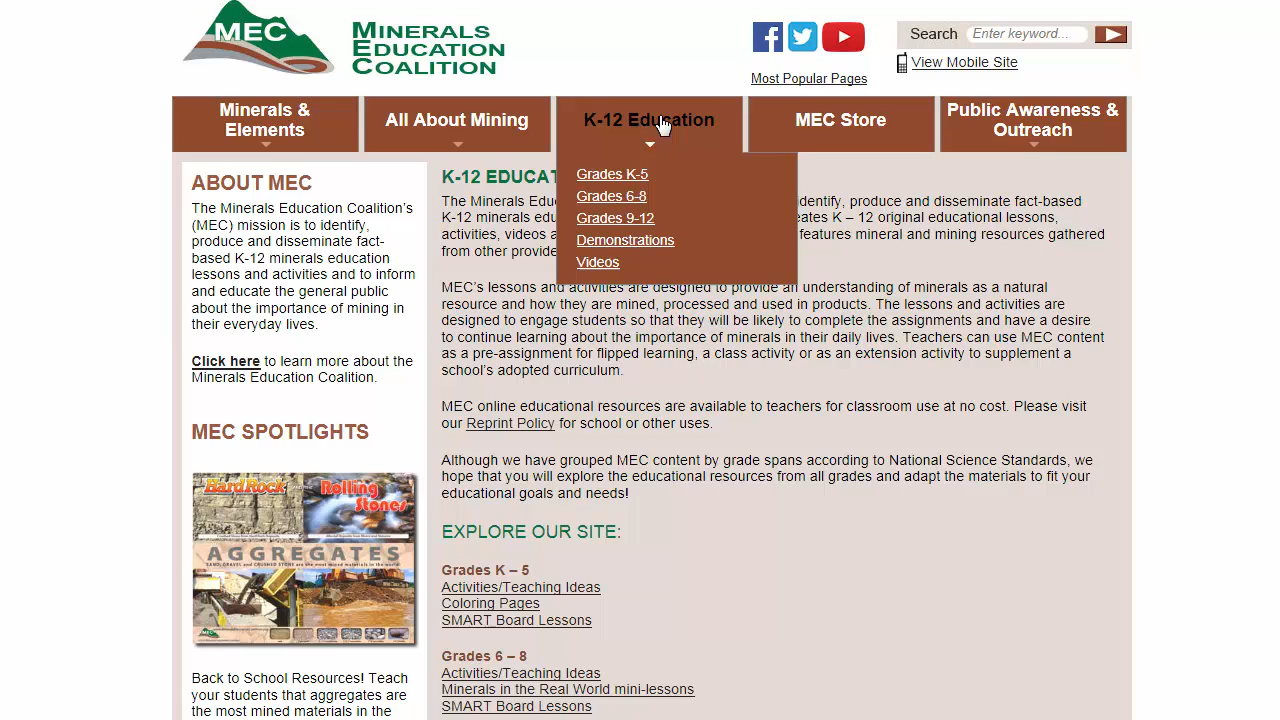 MEC
MINERALS
EDUCATION
COALITION
Most Popular Pages
Search Enter keyword...
View Mobile Site
Minerals &
Elements
All About Mining
K-12 Education
MEC Store
Public Awareness &
Outreach
Grades K-5
Grades 6-8
Grades 9-12
Demonstrations
Videos
ABOUT MEC
The Minerals Education Coalition's
(MEC) mission is to identify,
produce and disseminate fact-
based K-12 minerals education
lessons and activities and to inform
and educate the general public
about the importance of mining in
their everyday lives.
Click here to learn more about the
Minerals Education Coalition.
MEC SPOTLIGHTS
HardRock
Rolling
Stones
AGGREGATES
Back to School Resources! Teach
your students that aggregates are
the most mined materials in the
K-12 EDUCAT
The Minerals Edu identify, produce and disseminate fact-based
K-12 minerals edu eates K – 12 original educational lessons,
activities, videos a features mineral and mining resources gathered
from other provide
MEC's lessons and activities are designed to provide an understanding of minerals as a natural
resource and how they are mined, processed and used in products. The lessons and activities are
designed to engage students so that they will be likely to complete the assignments and have a desire
to continue learning about the importance of minerals in their daily lives. Teachers can use MEC content
as a pre-assignment for flipped learning, a class activity or as an extension activity to supplement a
school's adopted curriculum.
MEC online educational resources are available to teachers for classroom use at no cost. Please visit
our Reprint Policy for school or other uses.
Although we have grouped MEC content by grade spans according to National Science Standards, we
hope that you will explore the educational resources from all grades and adapt the materials to fit your
educational goals and needs!
EXPLORE OUR SITE:
Grades K – 5
Activities/Teaching Ideas
Coloring Pages
SMART Board Lessons
Grades 6 – 8
Activities/Teaching Ideas
Minerals in the Real World mini-lessons
SMART Board Lessons